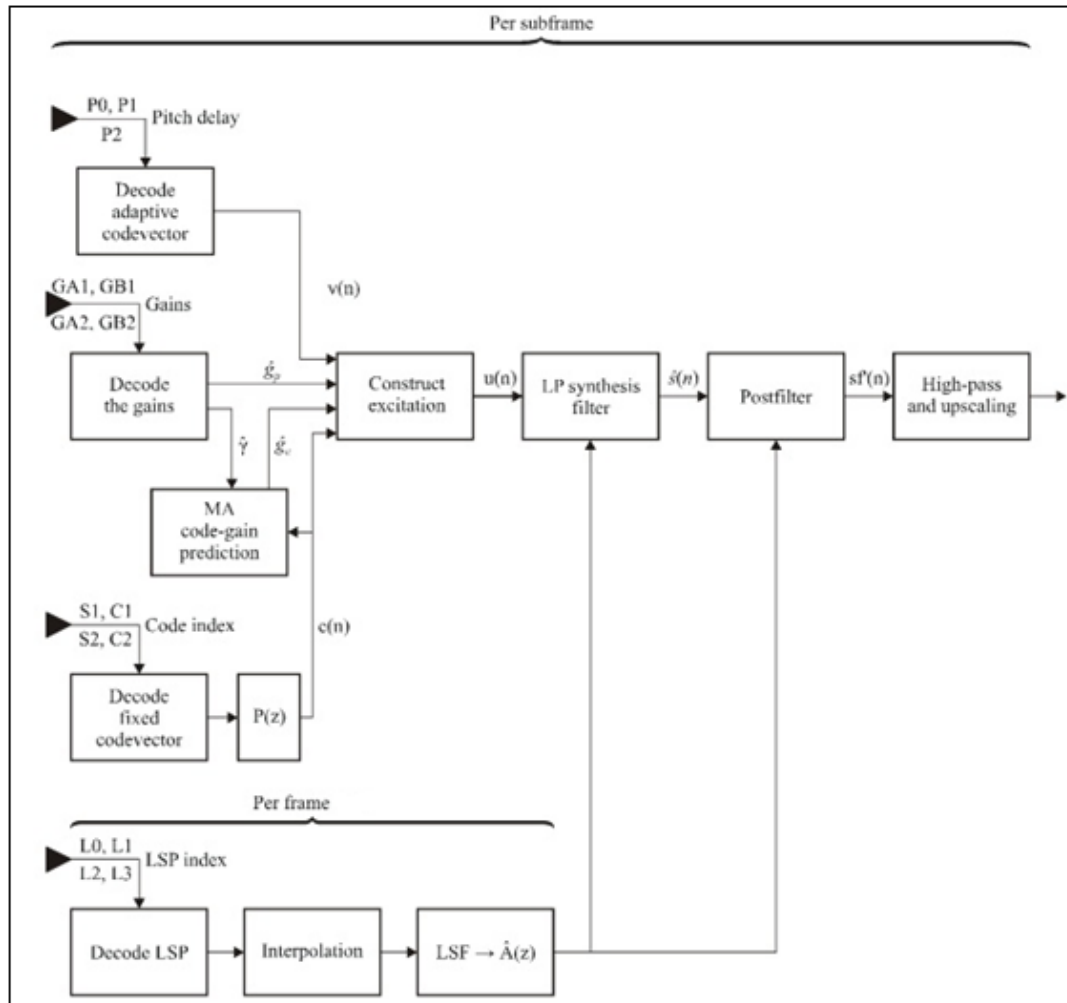 Per subframe
P0, P1
P2
Pitch delay
Decode
adaptive
codevector
v(n)
GA1, GB1
GA2, GB2
Gains
Decode
the gains
ĝₚ
γ̂
ĝ꜀
Construct
excitation
u(n)
LP synthesis
filter
ŝ(n)
Postfilter
sf'(n)
High-pass
and upscaling
MA
code-gain
prediction
S1, C1
S2, C2
Code index
c(n)
Decode
fixed
codevector
P(z)
Per frame
L0, L1
L2, L3
LSP index
Decode LSP
Interpolation
LSF → Â(z)